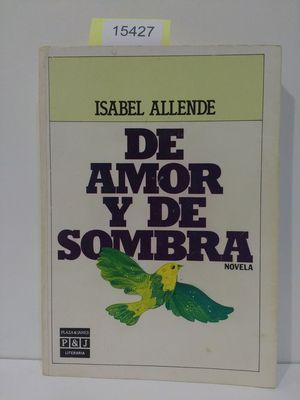 15427
ISABEL ALLENDE
DE
AMOR
Y DE
SOMBRA
NOVELA
PLAZA & JANES
P&J
LITERARIA